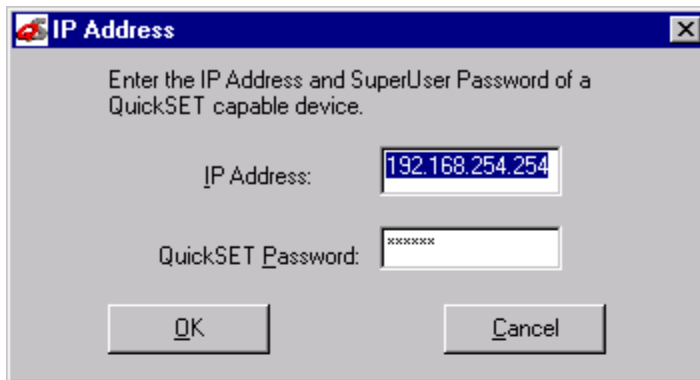 IP Address
Enter the IP Address and SuperUser Password of a
QuickSET capable device.
IP Address:
192.168.254.254
QuickSET Password:
xxxxxx
OK
Cancel